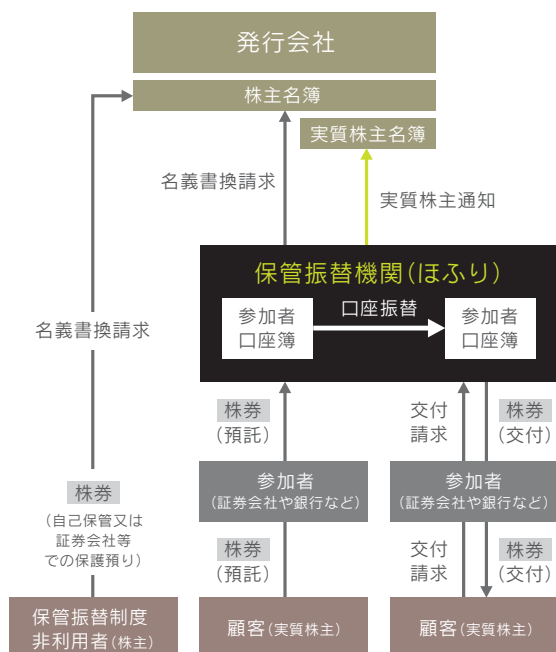 発行会社
株主名簿
実質株主名簿
名義書換請求
実質株主通知
保管振替機関(ほふり)
口座振替
参加者
口座簿
参加者
口座簿
名義書換請求
株券
(預託)
交付
請求
株券
(交付)
参加者
(証券会社や銀行など)
参加者
(証券会社や銀行など)
株券
(自己保管又は
証券会社等
での保護預り)
株券
(預託)
交付
請求
株券
(交付)
保管振替制度
非利用者(株主)
顧客(実質株主)
顧客(実質株主)